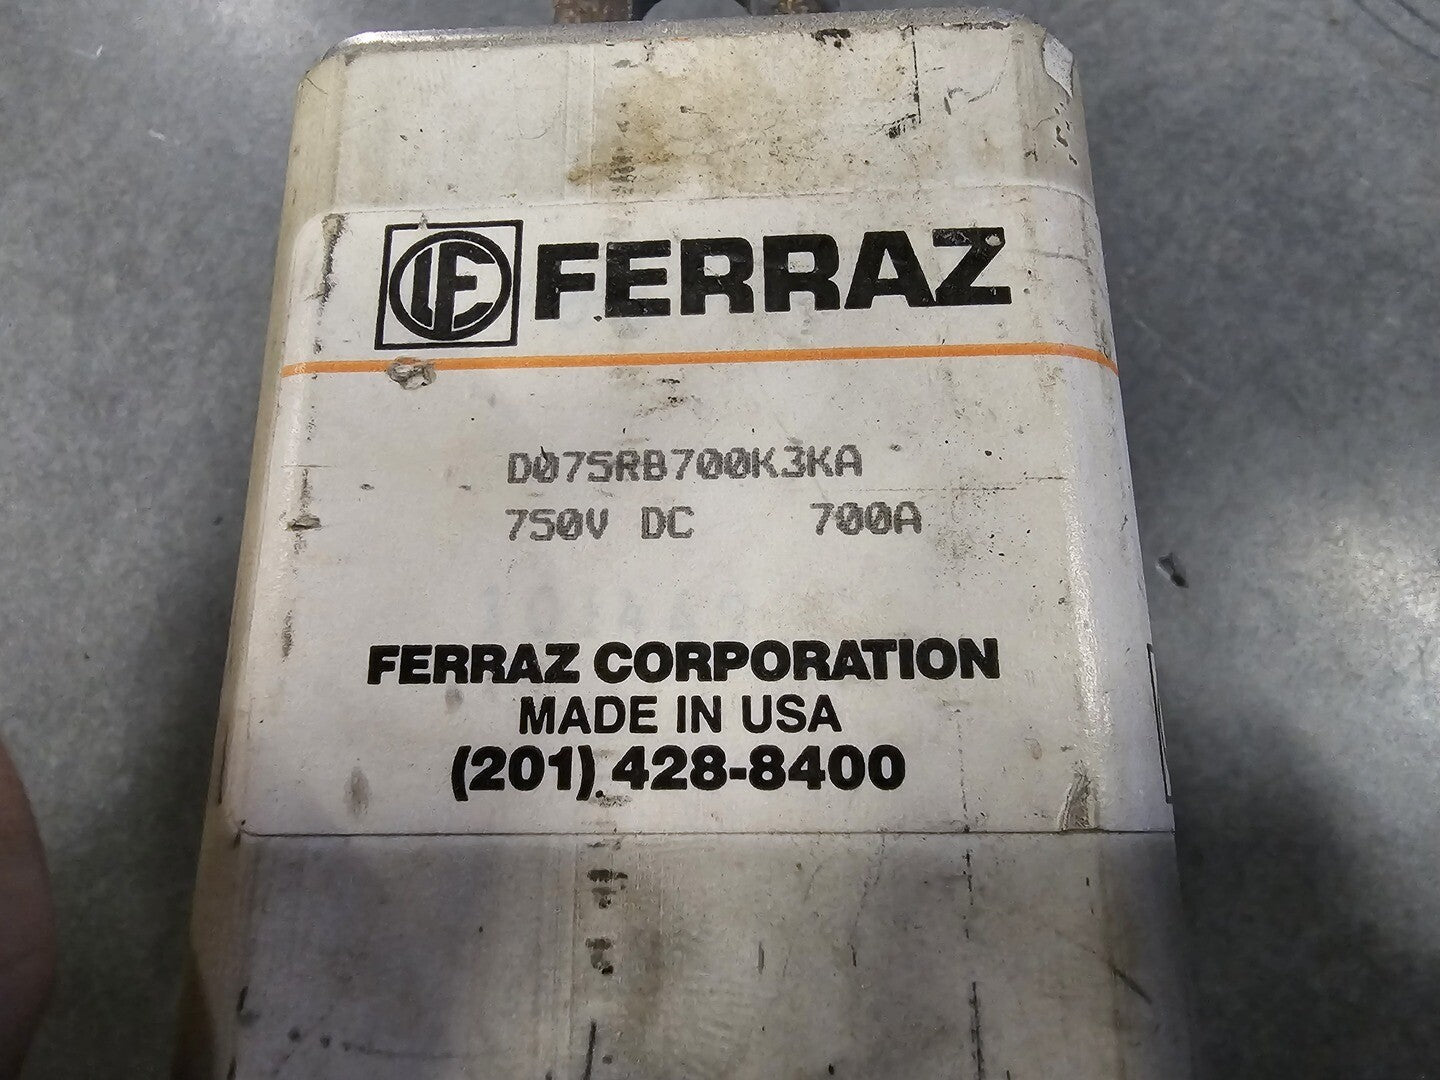 FERRAZ
D075RB700K3KA
750V DC 700A
FERRAZ CORPORATION
MADE IN USA
(201) 428-8400